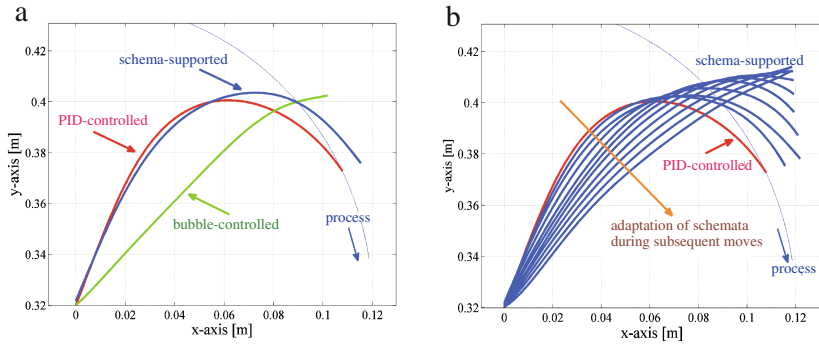 a
0.42
0.4
0.38
0.36
0.34
0.32
y-axis [m]
schema-supported
PID-controlled
bubble-controlled
process
0
0.02
0.04
0.06
0.08
0.1
0.12
x-axis [m]
b
0.42
0.4
0.38
0.36
0.34
0.32
y-axis [m]
schema-supported
PID-controlled
adaptation of schemata
during subsequent moves
process
0
0.02
0.04
0.06
0.08
0.1
0.12
x-axis [m]